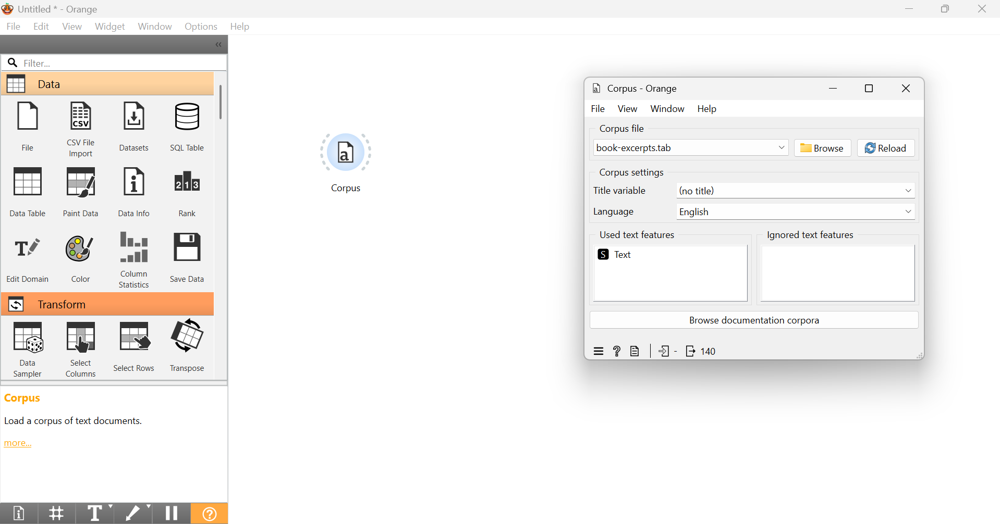 Untitled * - Orange
File Edit View Widget Window Options Help
Filter...
Data
File
CSV
CSV File Import
Datasets
SQL Table
Data Table
Paint Data
Data Info
213
Rank
Edit Domain
Color
Column Statistics
Save Data
Transform
Data Sampler
Select Columns
Select Rows
Transpose
Corpus
Load a corpus of text documents.
more...
a
Corpus
a Corpus - Orange
File View Window Help
Corpus file
book-excerpts.tab Browse Reload
Corpus settings
Title variable (no title)
Language English
Used text features
S Text
Ignored text features
Browse documentation corpora
- 140